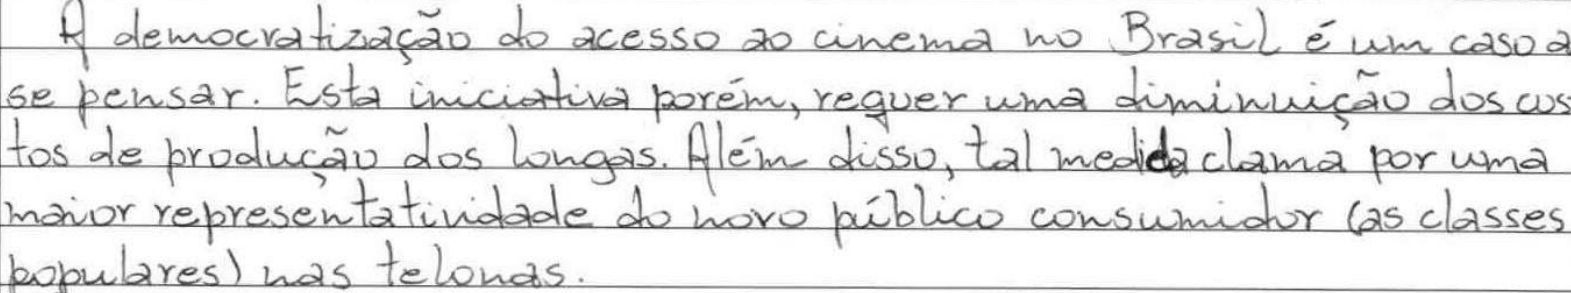 A democratização do acesso ao cinema no Brasil é um caso a
se pensar. Esta iniciativa porém, requer uma diminuição dos cus
tos de produção dos longas. Além disso, tal medida clama por uma
maior representatividade do novo público consumidor (as classes
populares) nas telonas.